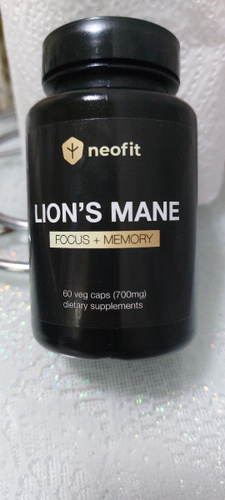 neofit
LION'S MANE
FOCUS + MEMORY
60 veg caps (700mg)
dietary supplements